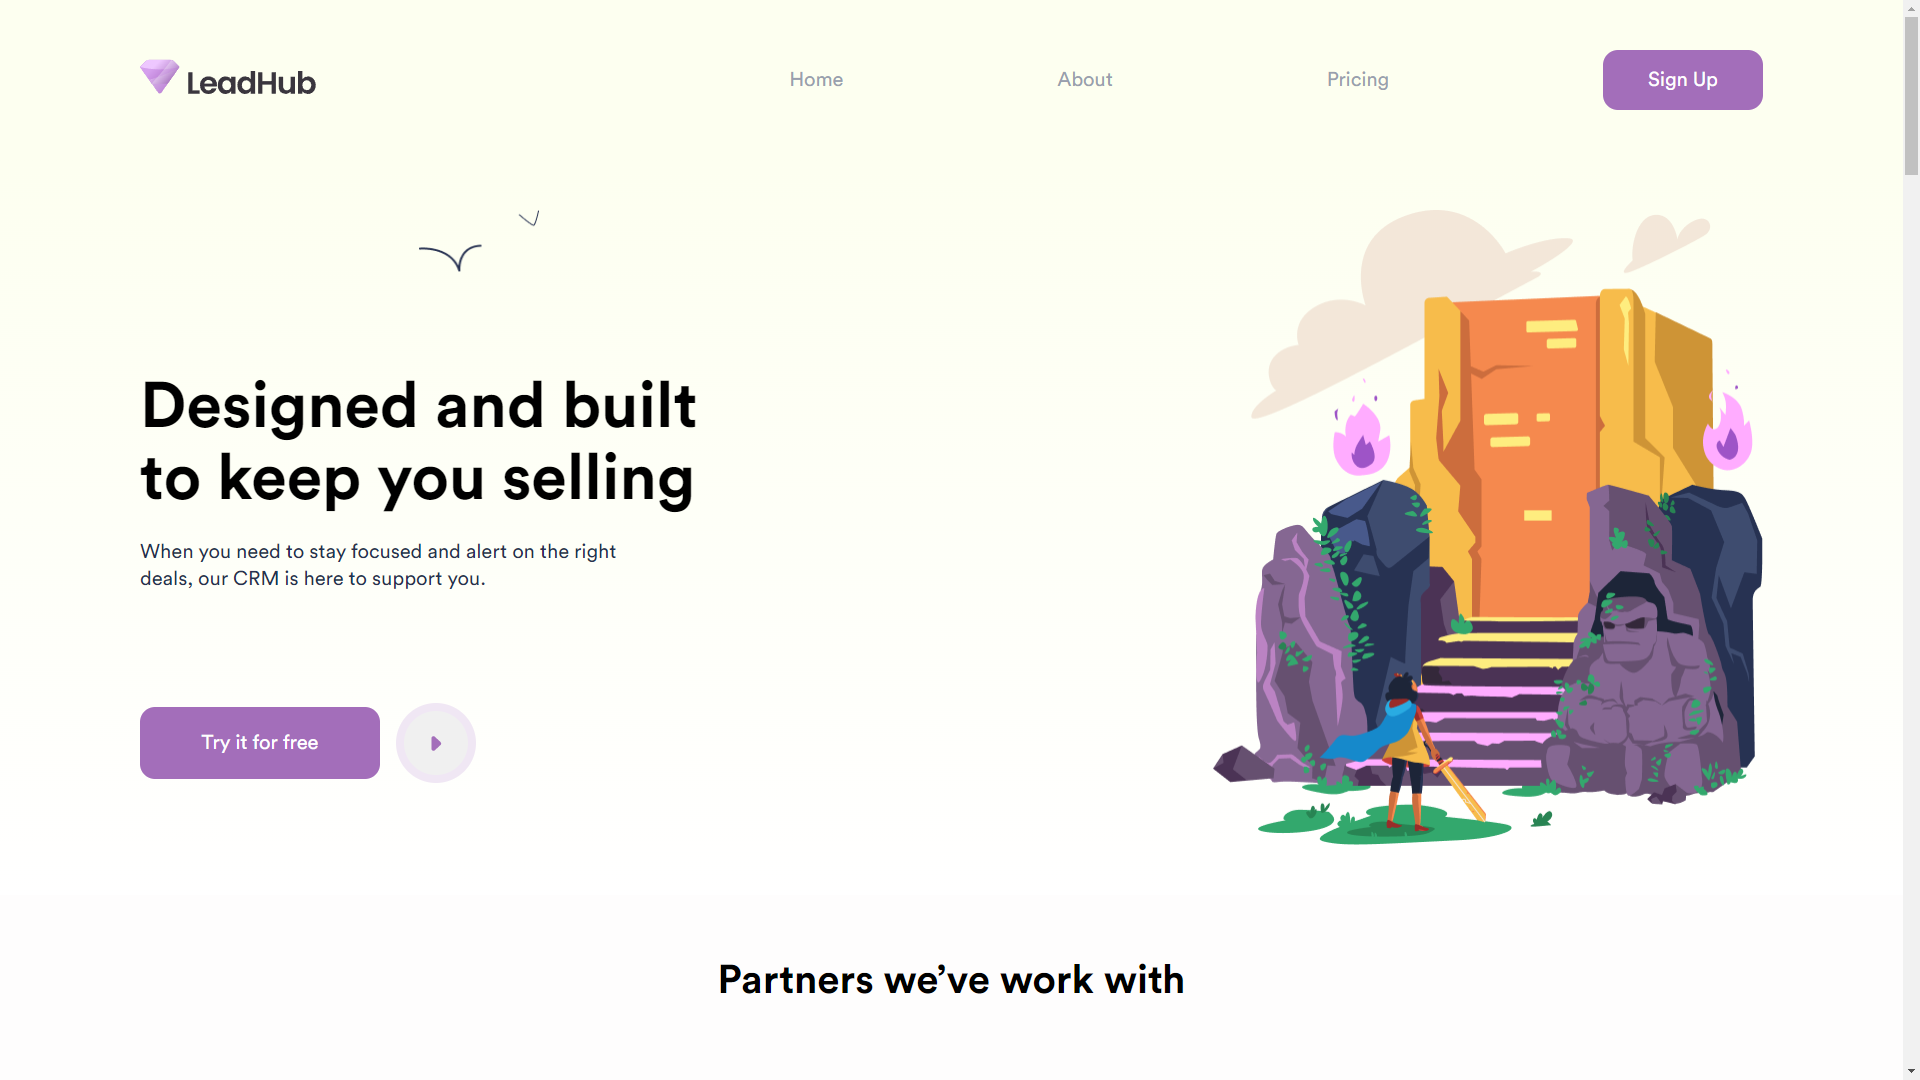 LeadHub
Home
About
Pricing
Sign Up
Designed and built
to keep you selling
When you need to stay focused and alert on the right
deals, our CRM is here to support you.
Try it for free
Partners we’ve work with